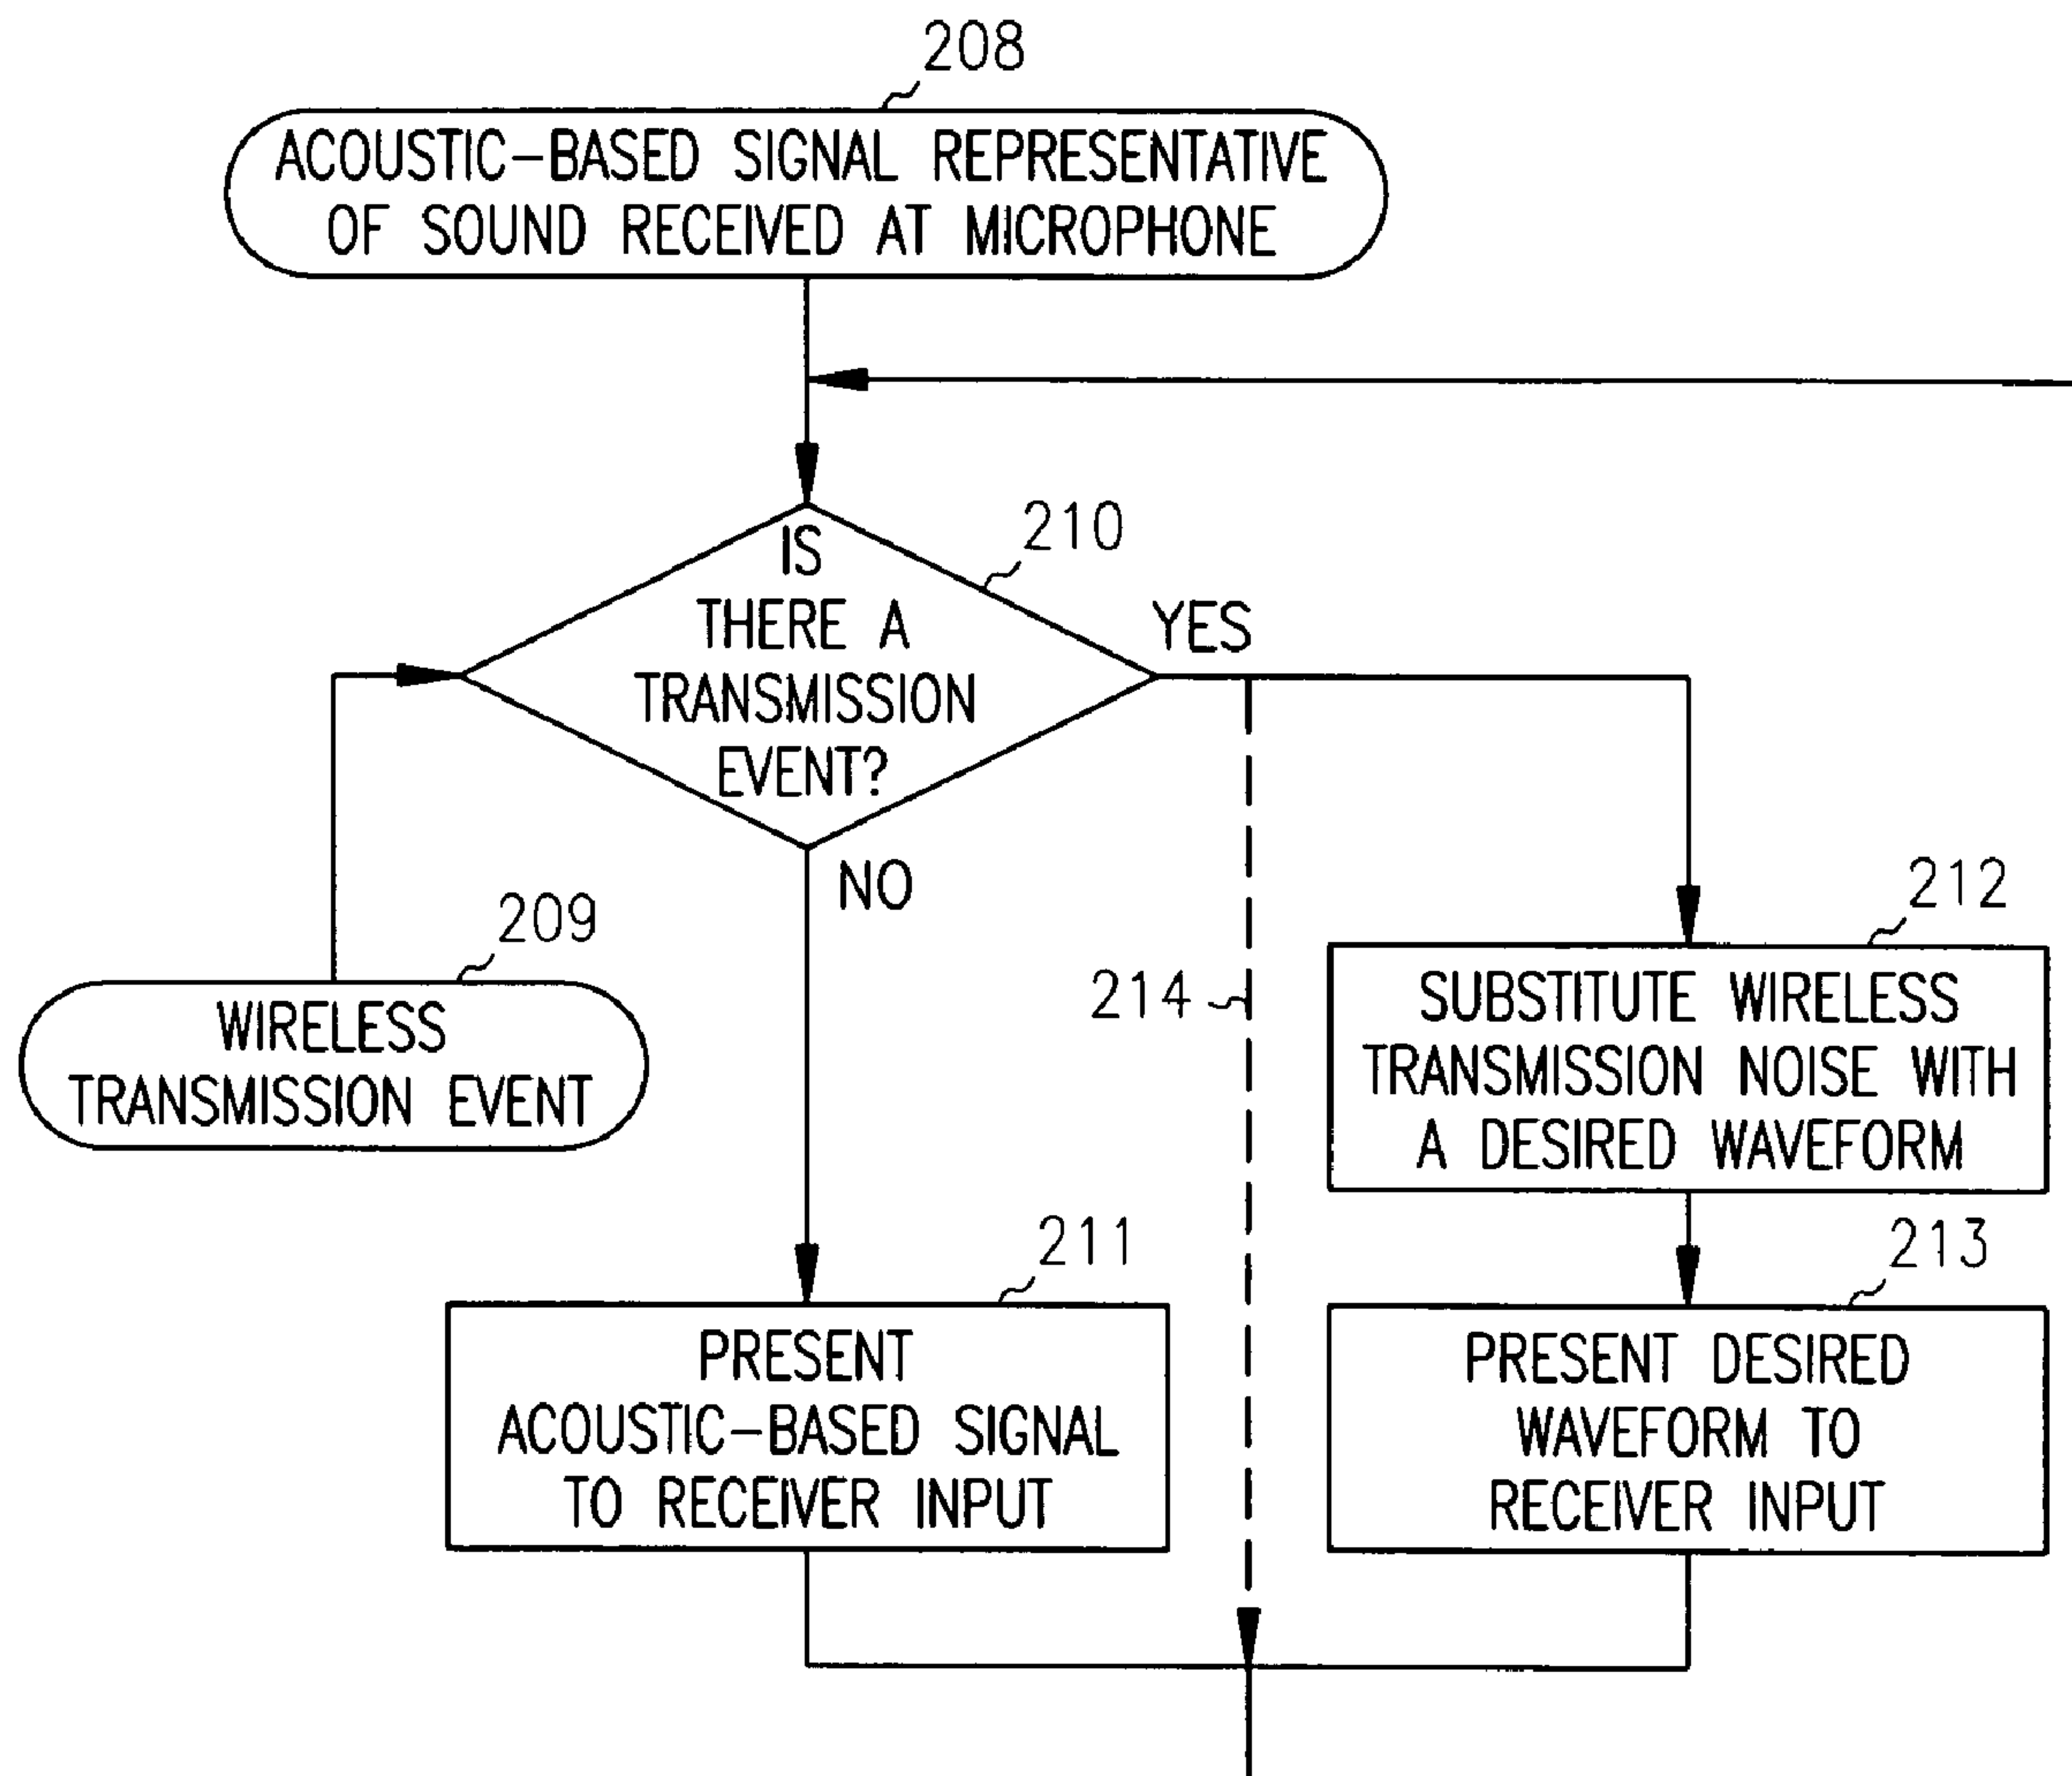 208
ACOUSTIC-BASED SIGNAL REPRESENTATIVE
OF SOUND RECEIVED AT MICROPHONE
210
IS
THERE A
TRANSMISSION
EVENT?
YES
NO
209
WIRELESS
TRANSMISSION EVENT
214
212
SUBSTITUTE WIRELESS
TRANSMISSION NOISE WITH
A DESIRED WAVEFORM
211
PRESENT
ACOUSTIC-BASED SIGNAL
TO RECEIVER INPUT
213
PRESENT DESIRED
WAVEFORM TO
RECEIVER INPUT